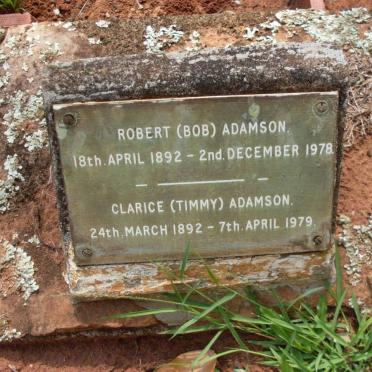 ROBERT (BOB) ADAMSON.
18th. APRIL 1892 - 2nd. DECEMBER 1978
CLARICE (TIMMY) ADAMSON.
24th. MARCH 1892 - 7th. APRIL 1979.